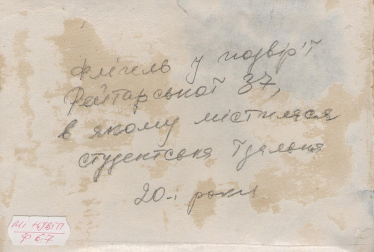 флігель у подвір'ї
Рейтарської 37,
в якому містилася
студентська їдальня
20-і роки